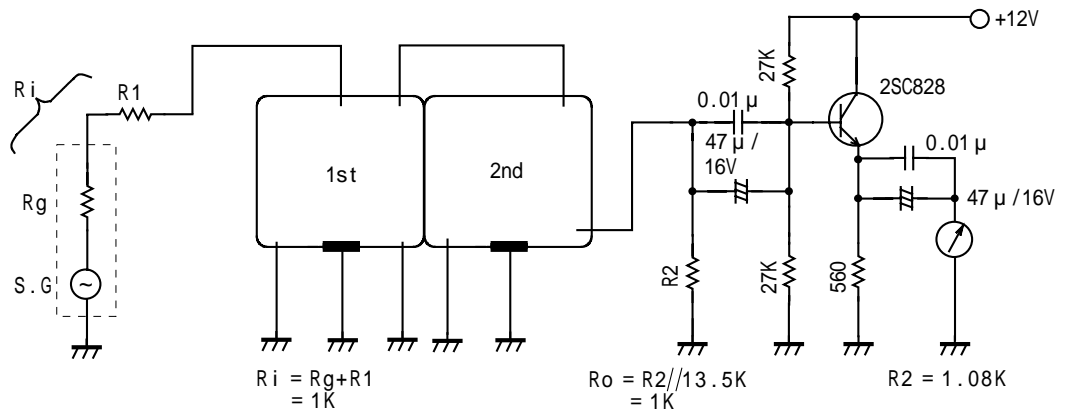 +12V
Ri
R1
27K
2SC828
0.01μ
47μ/
16V
0.01μ
1st
2nd
Rg
47μ/16V
S.G
~
R2
27K
560
Ri = Rg+R1
= 1K
Ro = R2//13.5K
= 1K
R2 = 1.08K